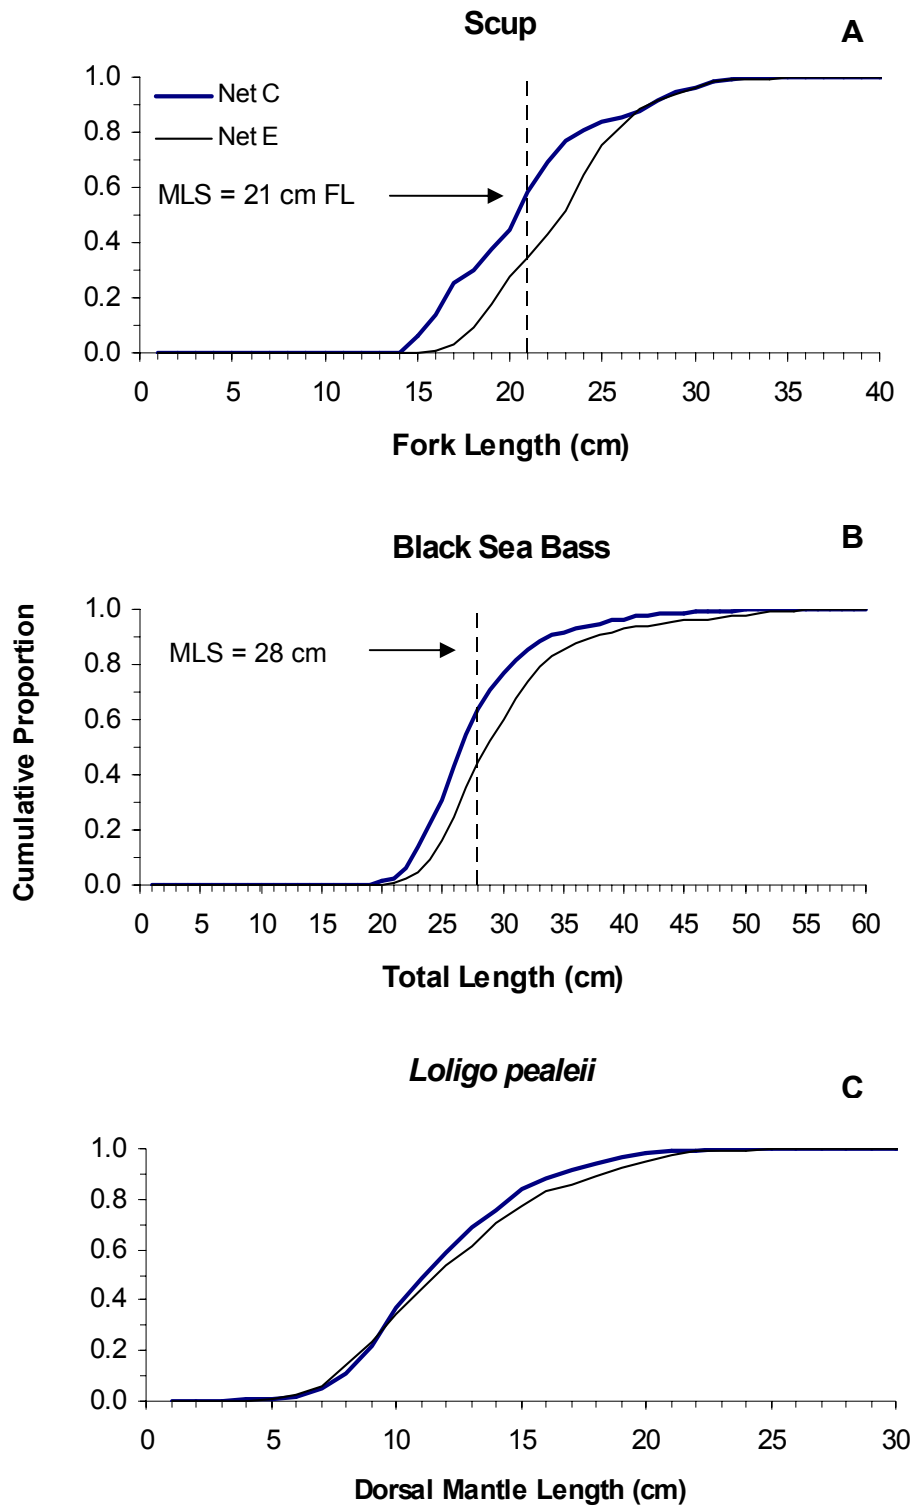 Scup
A
1.0
0.8
0.6
0.4
0.2
0.0
Net C
Net E
MLS = 21 cm FL
0 5 10 15 20 25 30 35 40
Fork Length (cm)
Black Sea Bass
B
Cumulative Proportion
1.0
0.8
0.6
0.4
0.2
0.0
MLS = 28 cm
0 5 10 15 20 25 30 35 40 45 50 55 60
Total Length (cm)
Loligo pealeii
C
1.0
0.8
0.6
0.4
0.2
0.0
0 5 10 15 20 25 30
Dorsal Mantle Length (cm)